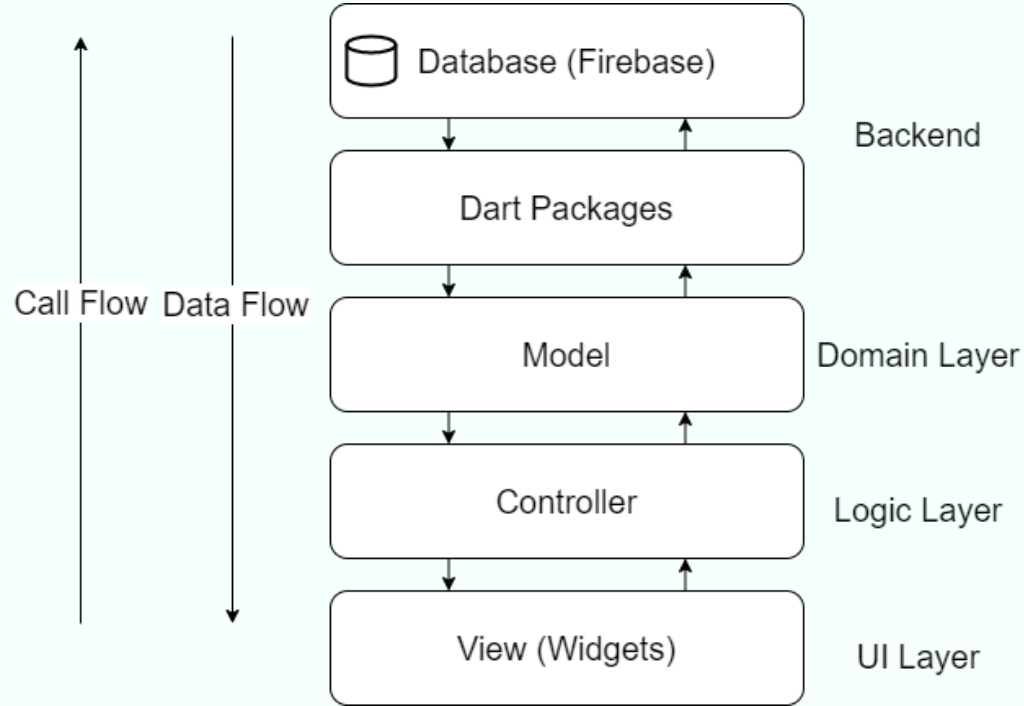 Database (Firebase)
Backend
Dart Packages
Call Flow
Data Flow
Model
Domain Layer
Controller
Logic Layer
View (Widgets)
UI Layer